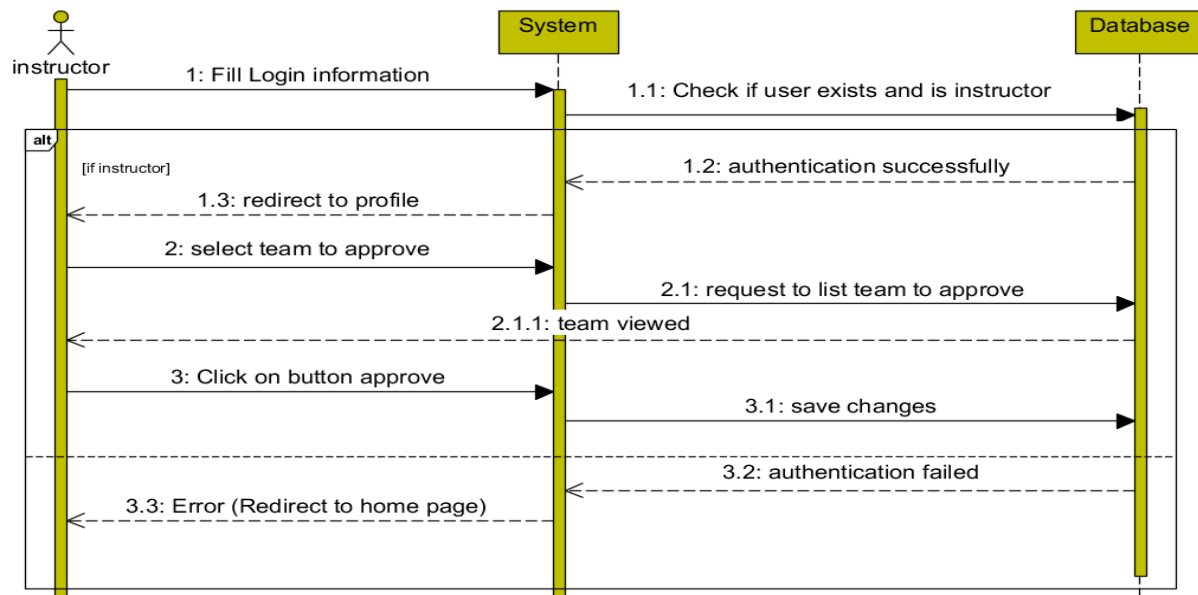 System
Database
instructor
1: Fill Login information
1.1: Check if user exists and is instructor
alt
[if instructor]
1.2: authentication successfully
1.3: redirect to profile
2: select team to approve
2.1: request to list team to approve
2.1.1: team viewed
3: Click on button approve
3.1: save changes
3.2: authentication failed
3.3: Error (Redirect to home page)